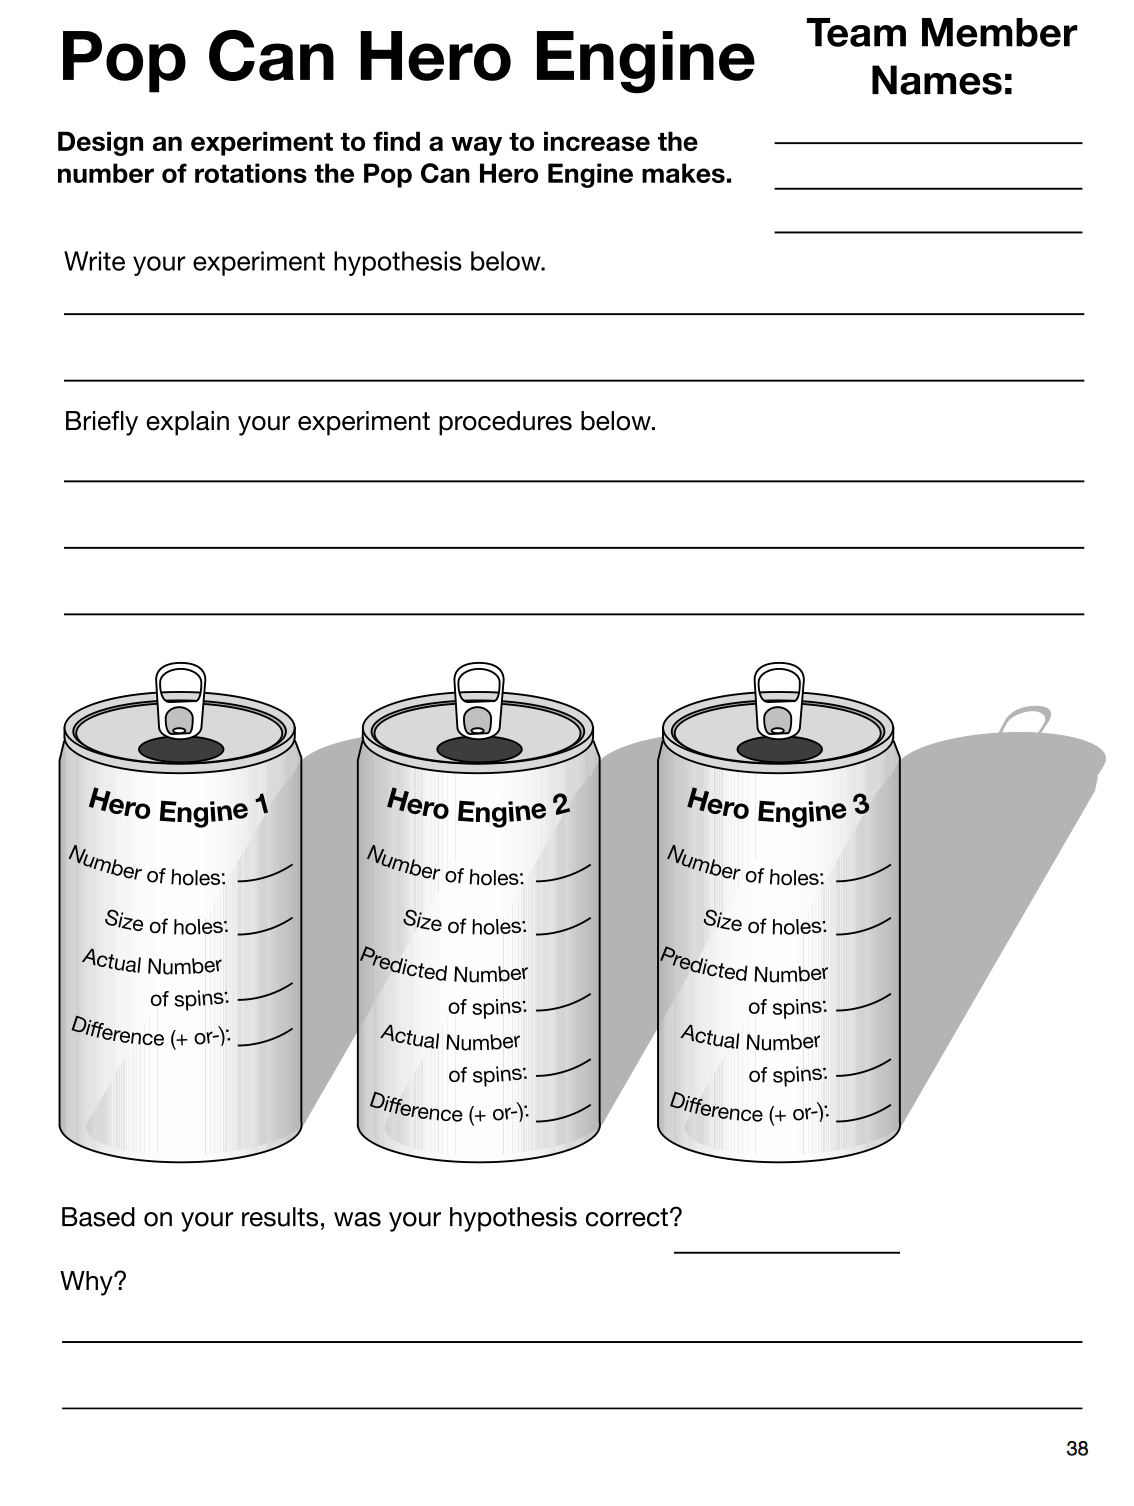 Pop Can Hero Engine
Team Member
Names:
Design an experiment to find a way to increase the
number of rotations the Pop Can Hero Engine makes.
Write your experiment hypothesis below.
Briefly explain your experiment procedures below.
Hero Engine 1
Number of holes:
Size of holes:
Actual Number
of spins:
Difference (+ or-):
Hero Engine 2
Number of holes:
Size of holes:
Predicted Number
of spins:
Actual Number
of spins:
Difference (+ or-):
Hero Engine 3
Number of holes:
Size of holes:
Predicted Number
of spins:
Actual Number
of spins:
Difference (+ or-):
Based on your results, was your hypothesis correct?
Why?
38